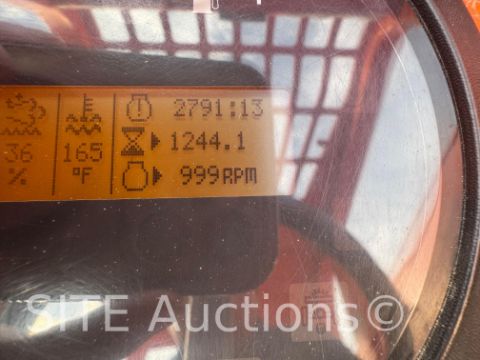 2791:13
1244.1
36 165 999RPM
% °F
SITE Auctions©